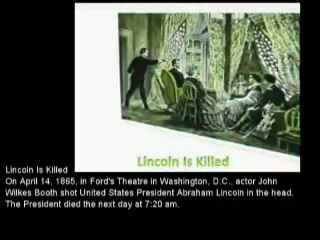 Lincoln Is Killed
Lincoln Is Killed
On April 14, 1865, in Ford's Theatre in Washington, D.C., actor John
Wilkes Booth shot United States President Abraham Lincoln in the head.
The President died the next day at 7:20 am.